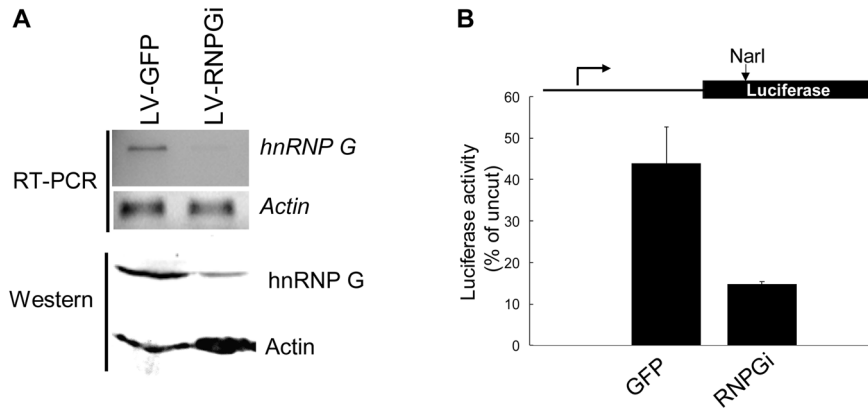 A
LV-GFP
LV-RNPGi
RT-PCR
hnRNP G
Actin
Western
hnRNP G
Actin
B
NarI
Luciferase
Luciferase activity
(% of uncut)
60
50
40
30
20
10
0
GFP
RNPGi